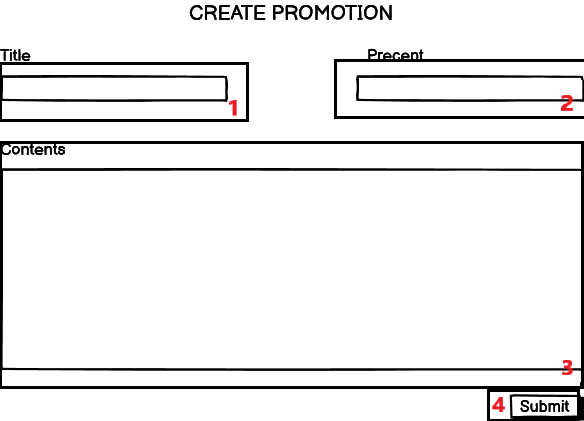 CREATE PROMOTION
Title
Precent
1
2
Contents
3
4 Submit